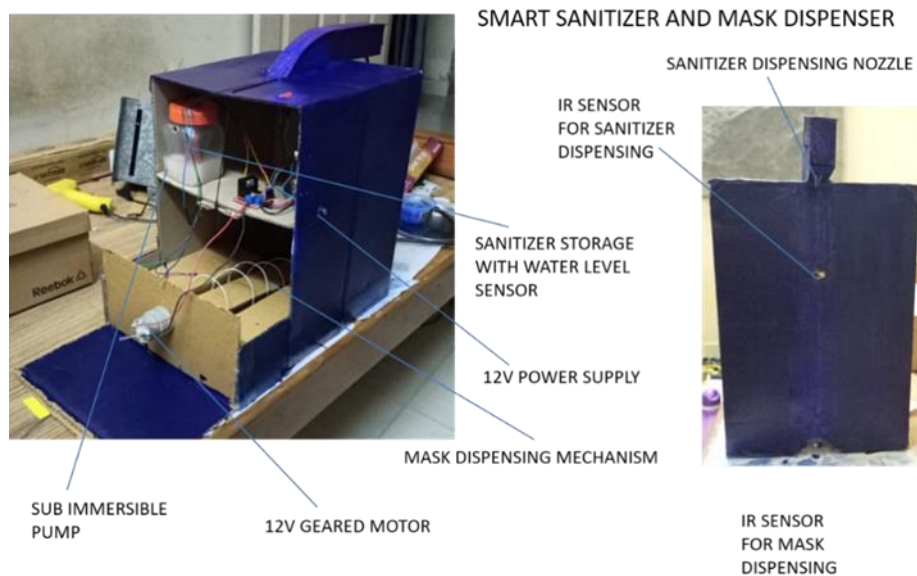 SMART SANITIZER AND MASK DISPENSER
SANITIZER DISPENSING NOZZLE
IR SENSOR
FOR SANITIZER
DISPENSING
SANITIZER STORAGE
WITH WATER LEVEL
SENSOR
Reebok
12V POWER SUPPLY
MASK DISPENSING MECHANISM
SUB IMMERSIBLE
PUMP
12V GEARED MOTOR
IR SENSOR
FOR MASK
DISPENSING